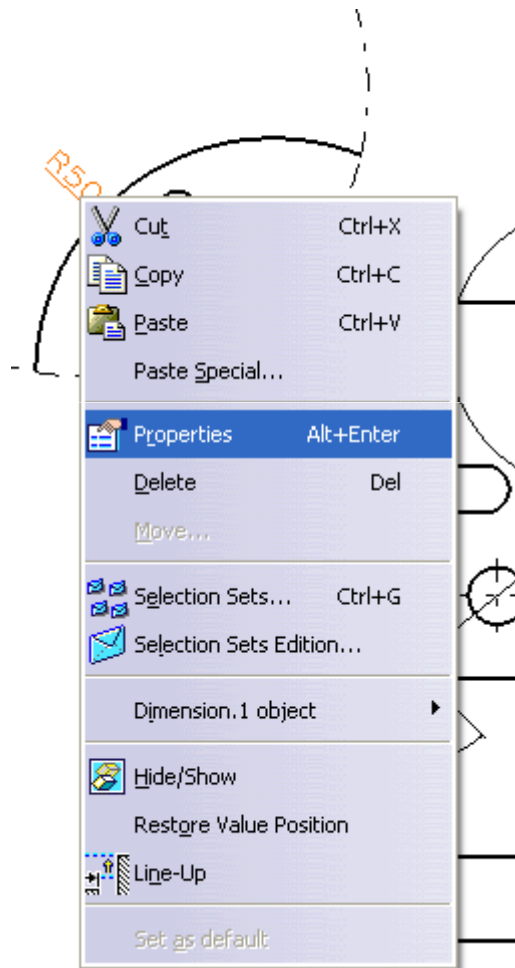 R50
Cut Ctrl+X
Copy Ctrl+C
Paste Ctrl+V
Paste Special...
Properties Alt+Enter
Delete Del
Move...
Selection Sets... Ctrl+G
Selection Sets Edition...
Dimension.1 object
Hide/Show
Restore Value Position
Line-Up
Set as default